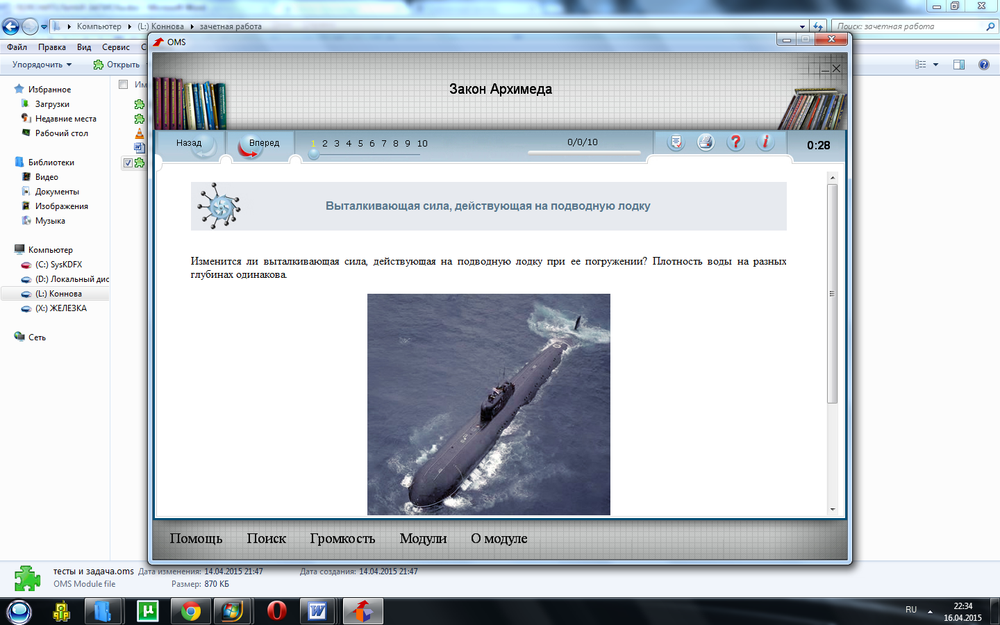 Компьютер ▸ (L:) Коннова ▸ зачетная работа
Поиск: зачетная работа
OMS
Файл Правка Вид Сервис С
Упорядочить Открыть
Закон Архимеда
Избранное
Загрузки
Недавние места
Рабочий стол
Библиотеки
Видео
Документы
Изображения
Музыка
Компьютер
(C:) SysKDFX
(D:) Локальный дис
(L:) Коннова
(X:) ЖЕЛЕЗКА
Сеть
Им
Назад Вперед 1 2 3 4 5 6 7 8 9 10 0/0/10 0:28
Выталкивающая сила, действующая на подводную лодку
Изменится ли выталкивающая сила, действующая на подводную лодку при ее погружении? Плотность воды на разных
глубинах одинакова.
Помощь Поиск Громкость Модули О модуле
тесты и задача.oms Дата изменения: 14.04.2015 21:47 Дата создания: 14.04.2015 21:47
OMS Module file Размер: 870 КБ
RU 22:34
16.04.2015